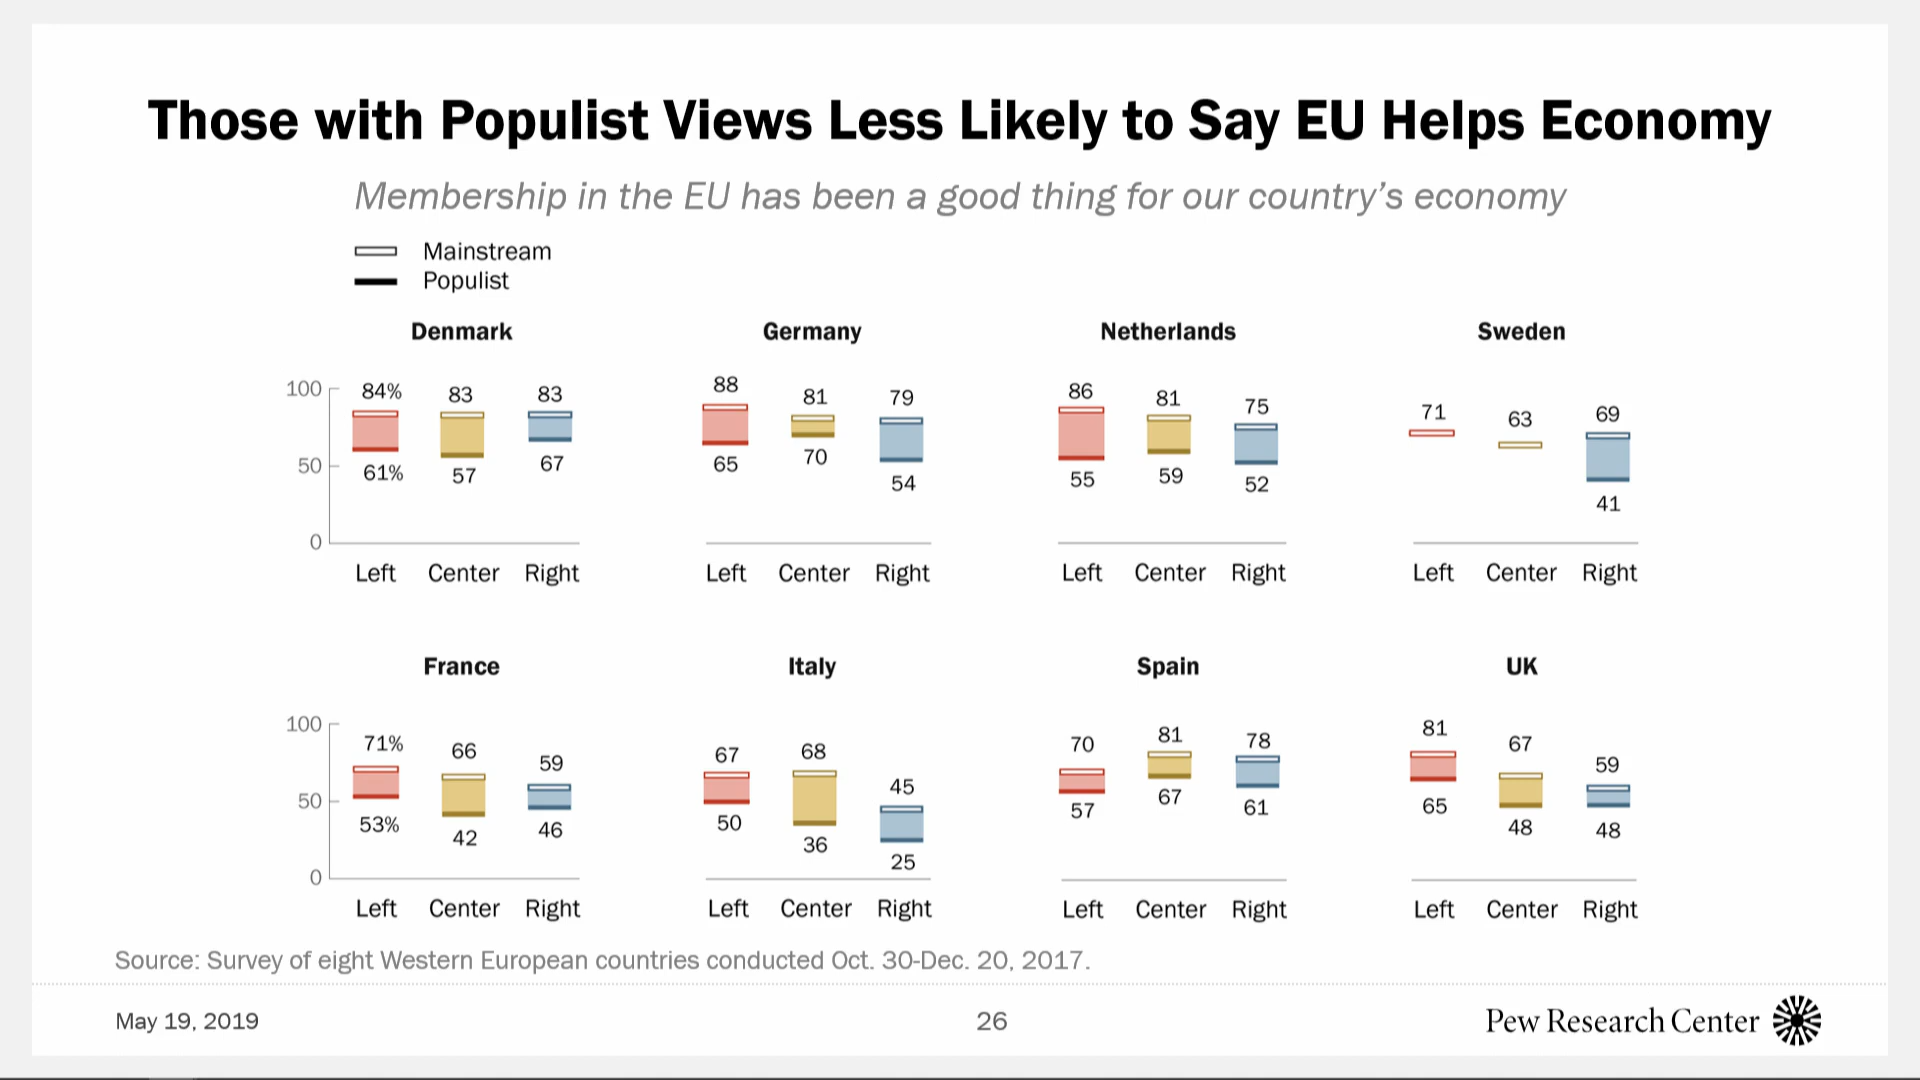 Those with Populist Views Less Likely to Say EU Helps Economy
Membership in the EU has been a good thing for our country's economy
Mainstream
Populist
Denmark Germany Netherlands Sweden
100 84% 83 83 88 81 79 86 81 75 71 63 69
50 61% 57 67 65 70 54 55 59 52 41
0
Left Center Right Left Center Right Left Center Right Left Center Right
France Italy Spain UK
100 71% 66 59 67 68 45 70 81 78 81 67 59
50 53% 42 46 50 36 25 57 67 61 65 48 48
0
Left Center Right Left Center Right Left Center Right Left Center Right
Source: Survey of eight Western European countries conducted Oct. 30-Dec. 20, 2017.
May 19, 2019 26 Pew Research Center